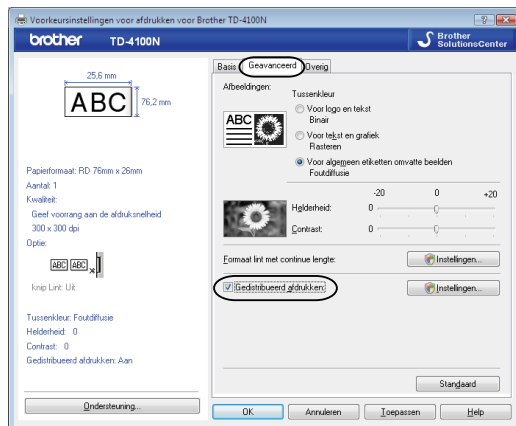 Voorkeursinstellingen voor afdrukken voor Brother TD-4100N
brother TD-4100N
Brother SolutionsCenter
25,6 mm
ABC
76,2 mm
Papierformaat: RD 76mm x 26mm
Aantal: 1
Kwaliteit:
Geef voorrang aan de afdruksnelheid
300 x 300 dpi
Optie:
ABC ABC
knip Lint: Uit
Tussenkleur: Foutdiffusie
Helderheid: 0
Contrast: 0
Gedistribueerd afdrukken: Aan
Ondersteuning...
Basis Geavanceerd Overig
Afbeeldingen:
ABC
Tussenkleur
Voor logo en tekst
Binair
Voor tekst en grafiek
Rasteren
Voor algemeen etiketten omvatte beelden
Foutdiffusie
-20 0 +20
Helderheid: 0
Contrast: 0
Formaat lint met continue lengte: Instellingen...
Gedistribueerd afdrukken: Instellingen...
Standaard
OK Annuleren Toepassen Help